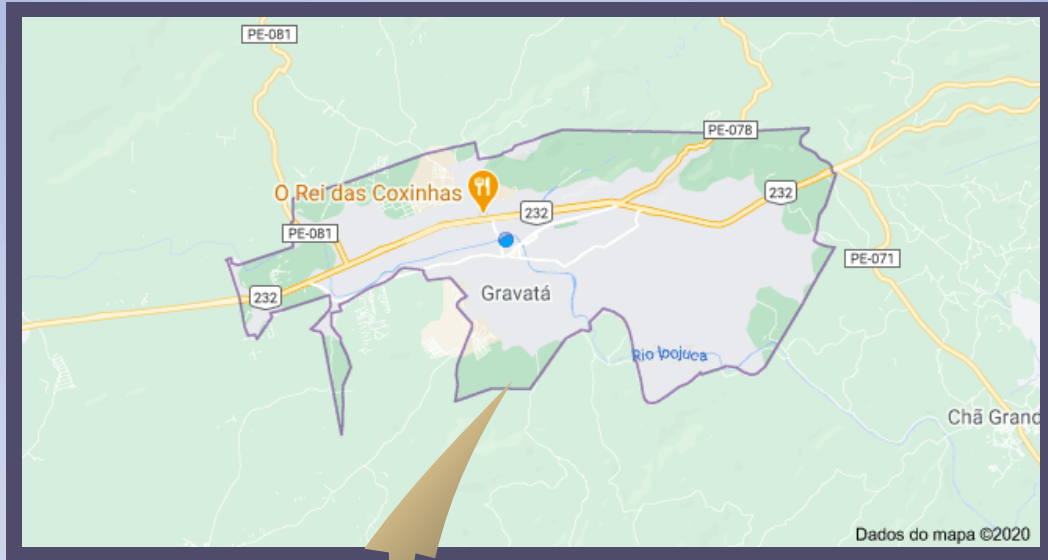 PE-081
PE-078
O Rei das Coxinhas
232
232
PE-081
PE-071
232
Gravatá
Rio Ipojuca
Chã Grand
Dados do mapa ©2020